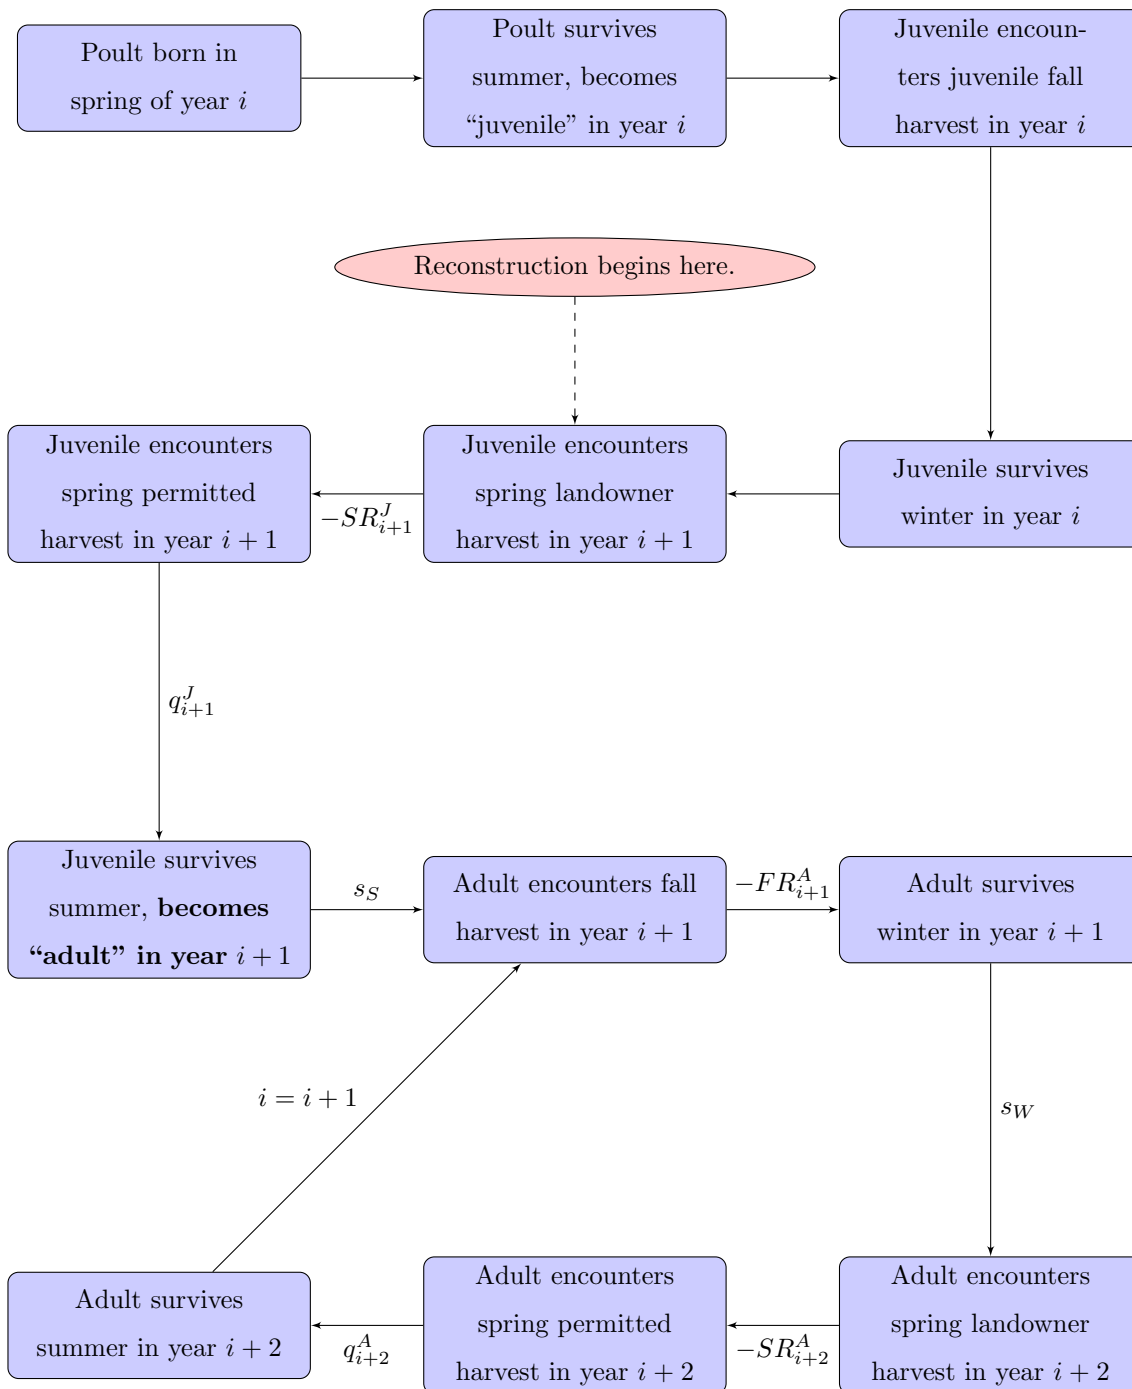 Poult born in
spring of year i
Poult survives
summer, becomes
“juvenile” in year i
Juvenile encoun-
ters juvenile fall
harvest in year i
Reconstruction begins here.
Juvenile encounters
spring permitted
harvest in year i + 1
−SR^J_{i+1}
Juvenile encounters
spring landowner
harvest in year i + 1
Juvenile survives
winter in year i
q^J_{i+1}
Juvenile survives
summer, becomes
“adult” in year i + 1
s_S
Adult encounters fall
harvest in year i + 1
−FR^A_{i+1}
Adult survives
winter in year i + 1
i = i + 1
s_W
Adult survives
summer in year i + 2
q^A_{i+2}
Adult encounters
spring permitted
harvest in year i + 2
−SR^A_{i+2}
Adult encounters
spring landowner
harvest in year i + 2